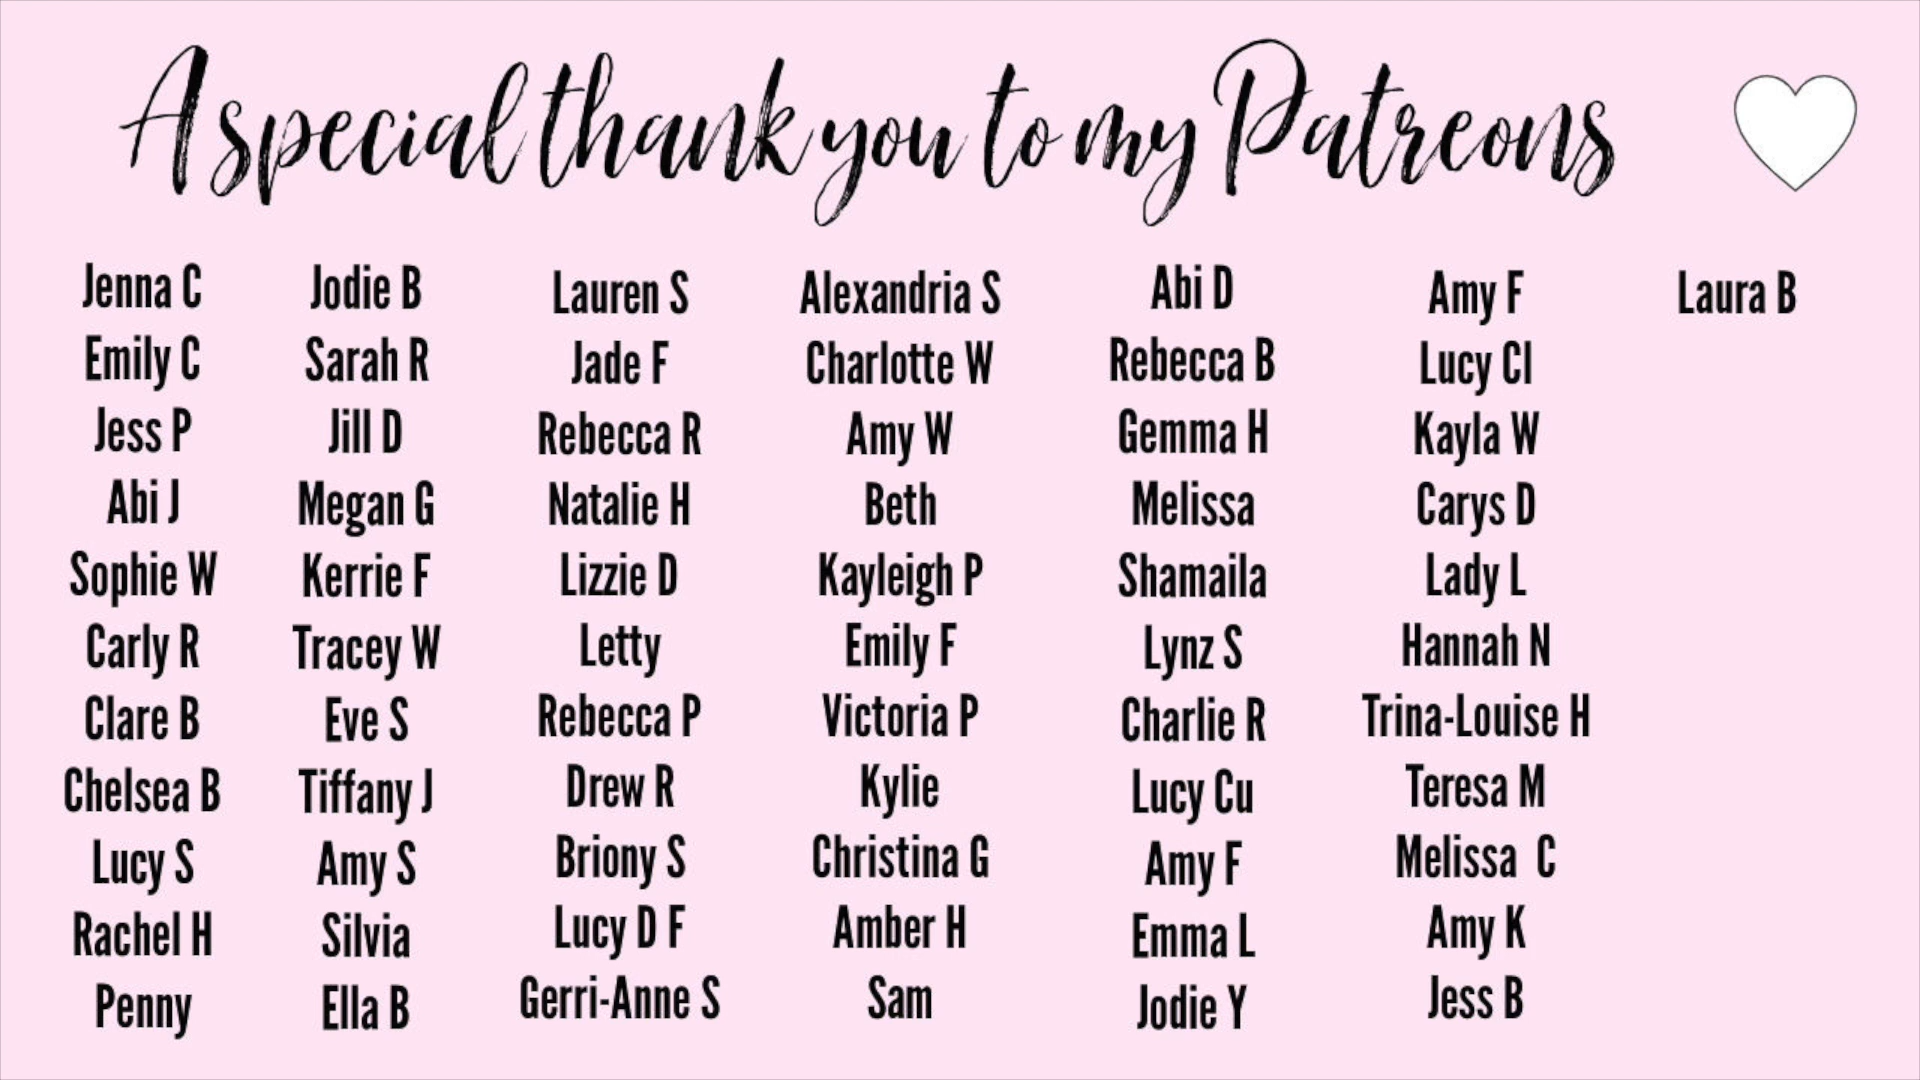 A special thank you to my Patreons
Jenna C
Emily C
Jess P
Abi J
Sophie W
Carly R
Clare B
Chelsea B
Lucy S
Rachel H
Penny
Jodie B
Sarah R
Jill D
Megan G
Kerrie F
Tracey W
Eve S
Tiffany J
Amy S
Silvia
Ella B
Lauren S
Jade F
Rebecca R
Natalie H
Lizzie D
Letty
Rebecca P
Drew R
Briony S
Lucy D F
Gerri-Anne S
Alexandria S
Charlotte W
Amy W
Beth
Kayleigh P
Emily F
Victoria P
Kylie
Christina G
Amber H
Sam
Abi D
Rebecca B
Gemma H
Melissa
Shamaila
Lynz S
Charlie R
Lucy Cu
Amy F
Emma L
Jodie Y
Amy F
Lucy Cl
Kayla W
Carys D
Lady L
Hannah N
Trina-Louise H
Teresa M
Melissa C
Amy K
Jess B
Laura B